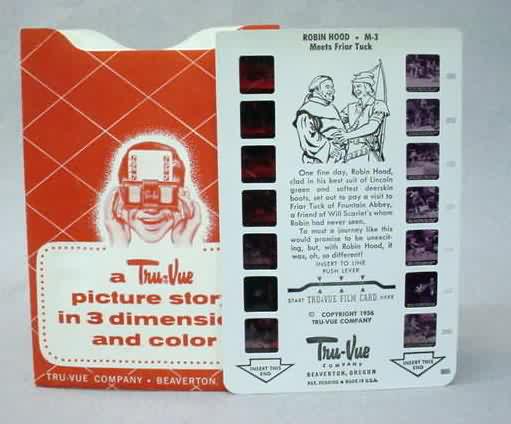 ROBIN HOOD • M-3
Meets Friar Tuck
One fine day, Robin Hood,
clad in his best suit of Lincoln
green and softest deerskin
boots, set out to pay a visit to
Friar Tuck of Fountain Abbey,
a friend of Will Scarlet's whom
Robin had never seen.
To most a journey like this
would promise to be unexcit-
ing, but, with Robin Hood, it
was, oh, so different!
INSERT TO LINE
PUSH LEVER
START TRU-VUE FILM CARD HERE
© COPYRIGHT 1956
TRU-VUE COMPANY
Tru-Vue
COMPANY
BEAVERTON, OREGON
PAT. PENDING • MADE IN U.S.A.
INSERT THIS
END
INSERT THIS
END
a Tru-Vue
picture stor
in 3 dimensi
and color
TRU-VUE COMPANY • BEAVERTON,